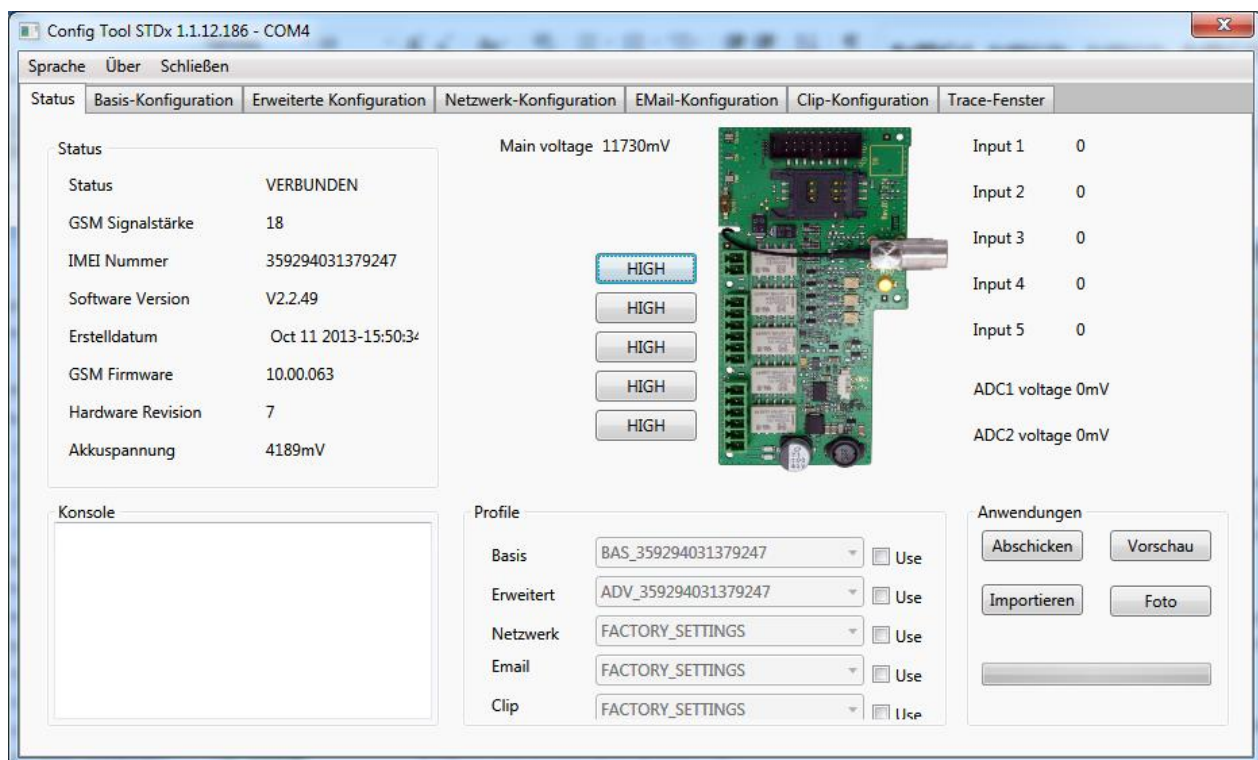 Config Tool STDx 1.1.12.186 - COM4
Sprache Über Schließen
Status Basis-Konfiguration Erweiterte Konfiguration Netzwerk-Konfiguration EMail-Konfiguration Clip-Konfiguration Trace-Fenster
Status
Status VERBUNDEN
GSM Signalstärke 18
IMEI Nummer 359294031379247
Software Version V2.2.49
Erstelldatum Oct 11 2013-15:50:34
GSM Firmware 10.00.063
Hardware Revision 7
Akkuspannung 4189mV
Main voltage 11730mV
HIGH
HIGH
HIGH
HIGH
HIGH
Input 1 0
Input 2 0
Input 3 0
Input 4 0
Input 5 0
ADC1 voltage 0mV
ADC2 voltage 0mV
Konsole
Profile
Basis BAS_359294031379247 Use
Erweitert ADV_359294031379247 Use
Netzwerk FACTORY_SETTINGS Use
Email FACTORY_SETTINGS Use
Clip FACTORY_SETTINGS Use
Anwendungen
Abschicken Vorschau
Importieren Foto